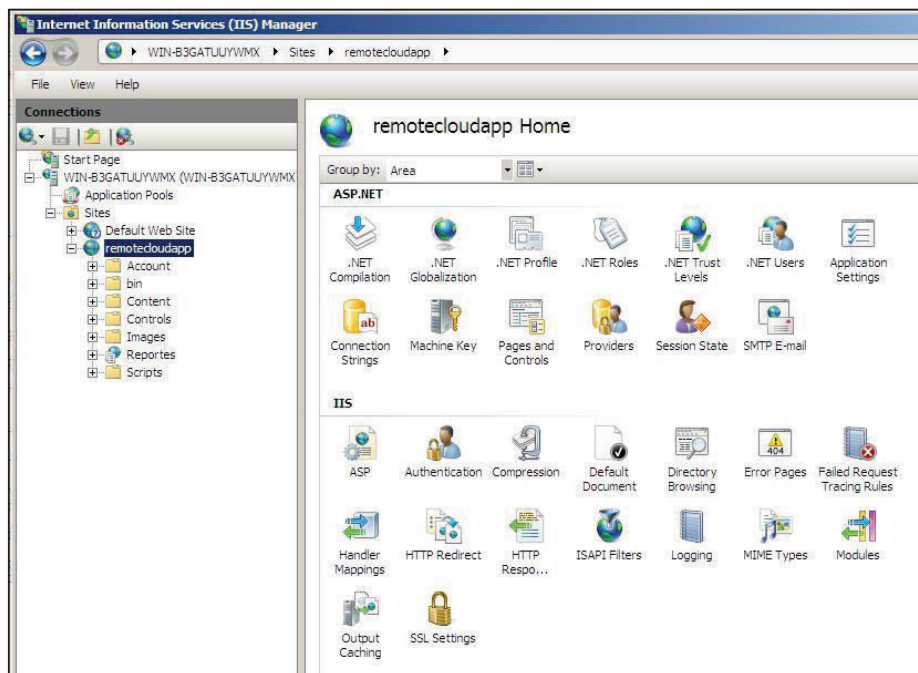 Internet Information Services (IIS) Manager
WIN-B3GATUUYWMX Sites remotecloudapp
File View Help
Connections
Start Page
WIN-B3GATUUYWMX (WIN-B3GATUUYWMX
Application Pools
Sites
Default Web Site
remotecloudapp
Account
bin
Content
Controls
Images
Reportes
Scripts
remotecloudapp Home
Group by: Area
ASP.NET
.NET Compilation
.NET Globalization
.NET Profile
.NET Roles
.NET Trust Levels
.NET Users
Application Settings
ab
Connection Strings
Machine Key
Pages and Controls
Providers
Session State
SMTP E-mail
IIS
ASP
Authentication
Compression
Default Document
Directory Browsing
404
Error Pages
Failed Request Tracing Rules
Handler Mappings
HTTP Redirect
HTTP Respo...
ISAPI Filters
Logging
MIME Types
Modules
Output Caching
SSL Settings